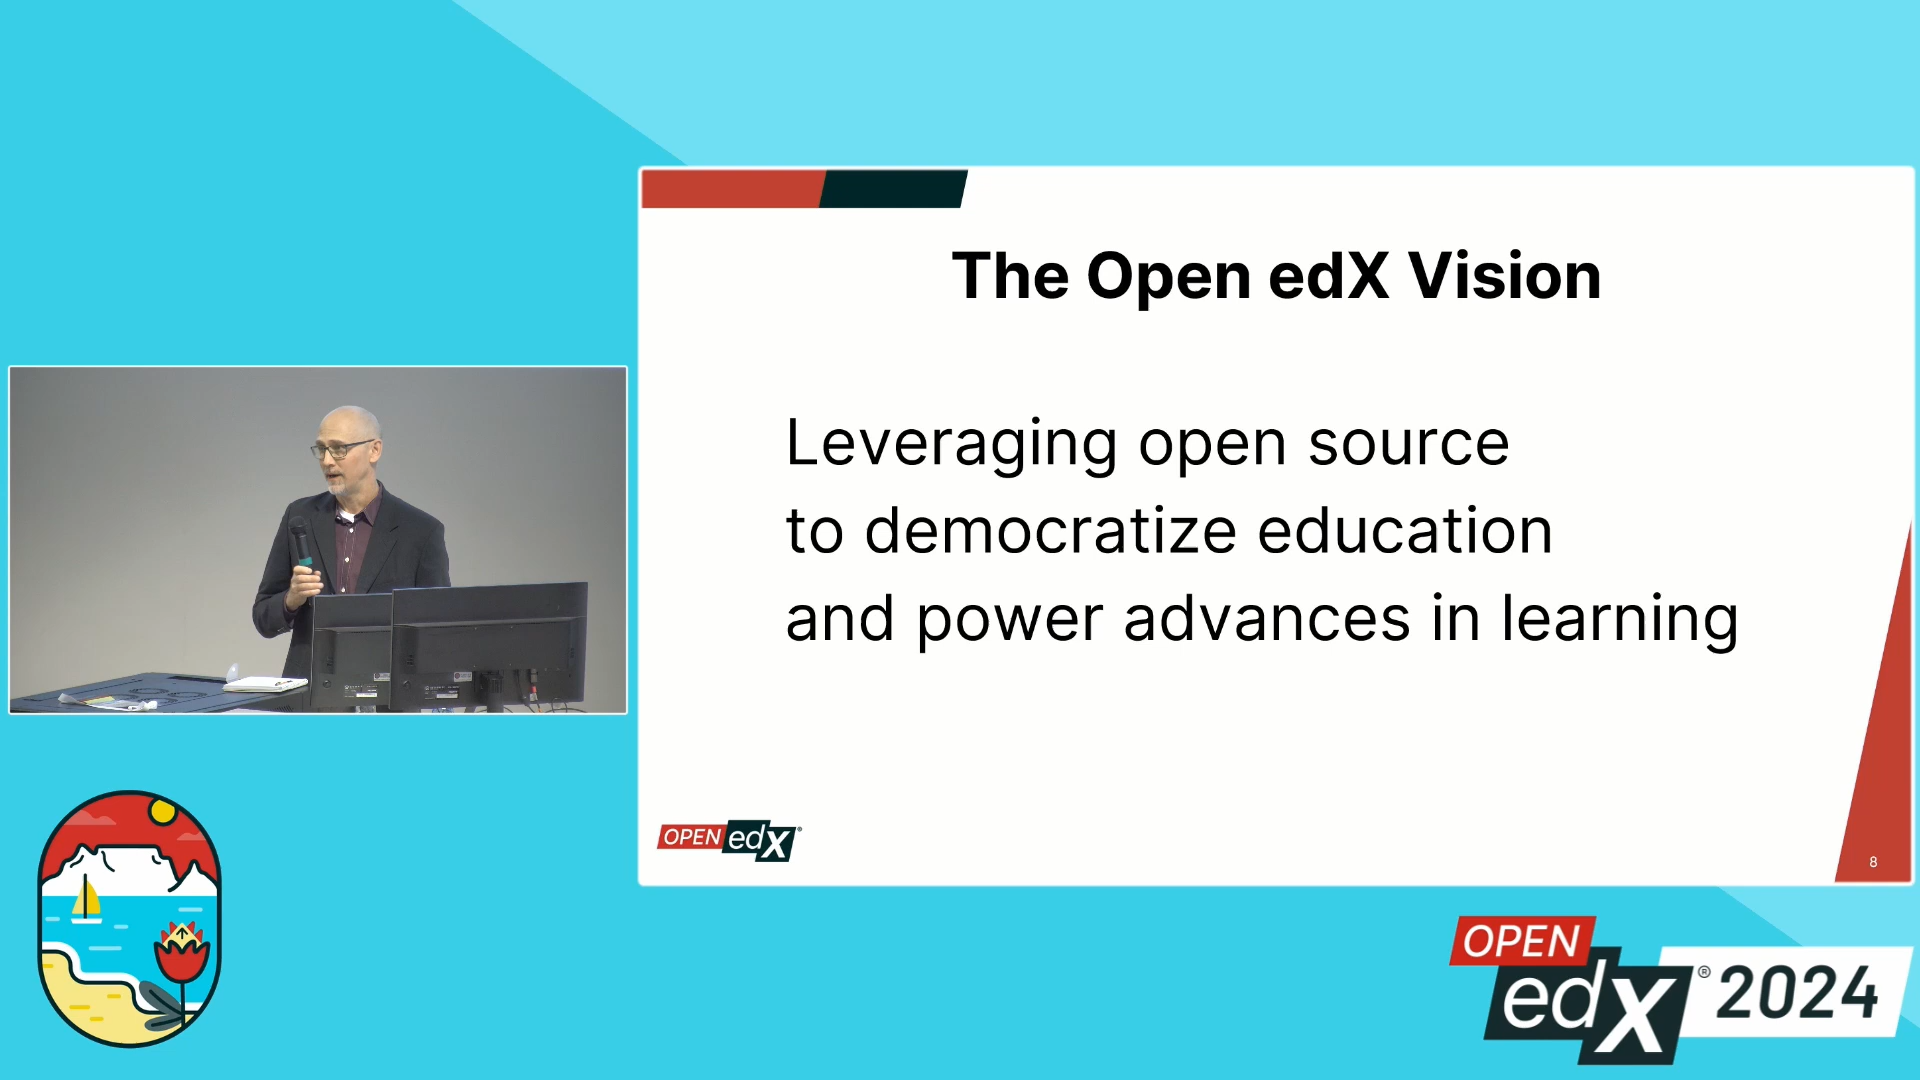 The Open edX Vision
Leveraging open source
to democratize education
and power advances in learning
OPEN edX®
8
OPEN
edX® 2024